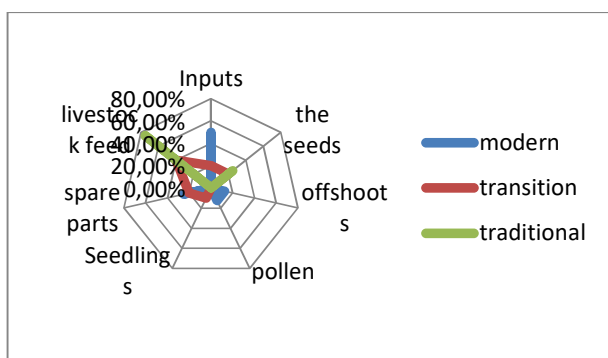 Inputs
80,00%
60,00%
40,00%
20,00%
0,00%
the
seeds
offshoot
s
pollen
Seedling
s
spare
parts
livestoc
k feed
modern
transition
traditional